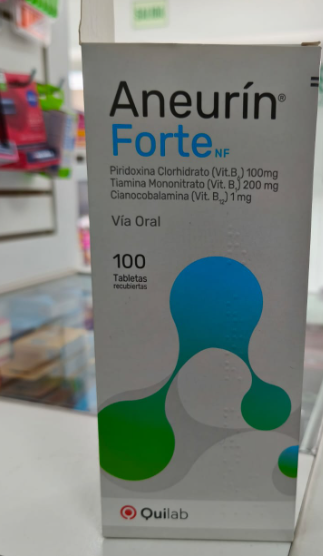 Aneurín®
Forte NF
Piridoxina Clorhidrato (Vit.B₆) 100mg
Tiamina Mononitrato (Vit. B₁) 200 mg
Cianocobalamina (Vit. B₁₂) 1 mg
Vía Oral
100
Tabletas
recubiertas
Quilab